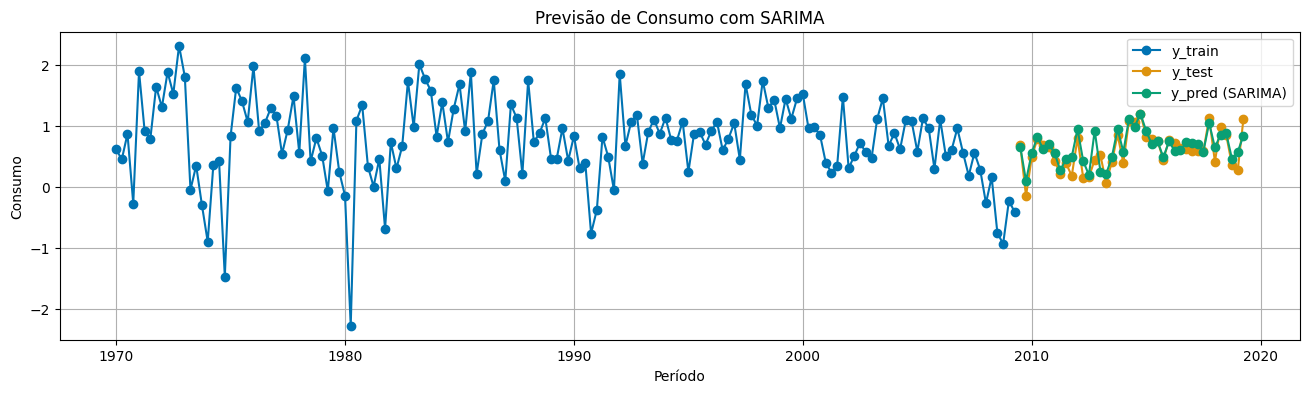 Previsão de Consumo com SARIMA
y_train
y_test
y_pred (SARIMA)
Consumo
2
1
0
−1
−2
1970
1980
1990
2000
2010
2020
Período